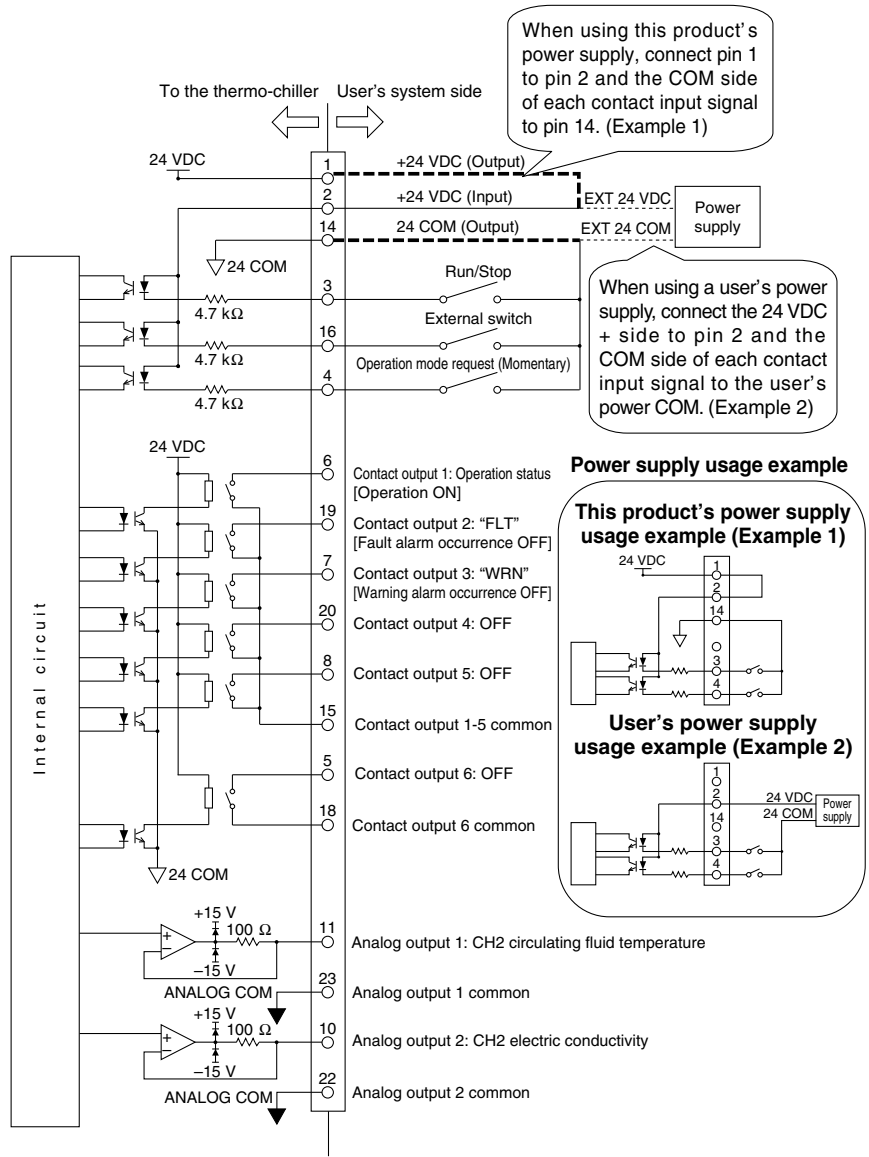 When using this product's
power supply, connect pin 1
to pin 2 and the COM side
of each contact input signal
to pin 14. (Example 1)
To the thermo-chiller
User's system side
24 VDC
1
+24 VDC (Output)
2
+24 VDC (Input)
EXT 24 VDC
Power
supply
14
24 COM (Output)
EXT 24 COM
24 COM
Run/Stop
3
4.7 kΩ
External switch
16
4.7 kΩ
Operation mode request (Momentary)
4
4.7 kΩ
When using a user's power
supply, connect the 24 VDC
+ side to pin 2 and the
COM side of each contact
input signal to the user's
power COM. (Example 2)
Internal circuit
24 VDC
6
Contact output 1: Operation status
[Operation ON]
19
Contact output 2: “FLT”
[Fault alarm occurrence OFF]
7
Contact output 3: “WRN”
[Warning alarm occurrence OFF]
20
Contact output 4: OFF
8
Contact output 5: OFF
15
Contact output 1-5 common
5
Contact output 6: OFF
18
Contact output 6 common
24 COM
Power supply usage example
This product's power supply
usage example (Example 1)
24 VDC
1
2
14
3
4
User's power supply
usage example (Example 2)
1
2
24 VDC
24 COM
Power
supply
14
3
4
+15 V
100 Ω
+
−
–15 V
11
Analog output 1: CH2 circulating fluid temperature
ANALOG COM
23
Analog output 1 common
+15 V
100 Ω
+
−
–15 V
10
Analog output 2: CH2 electric conductivity
ANALOG COM
22
Analog output 2 common